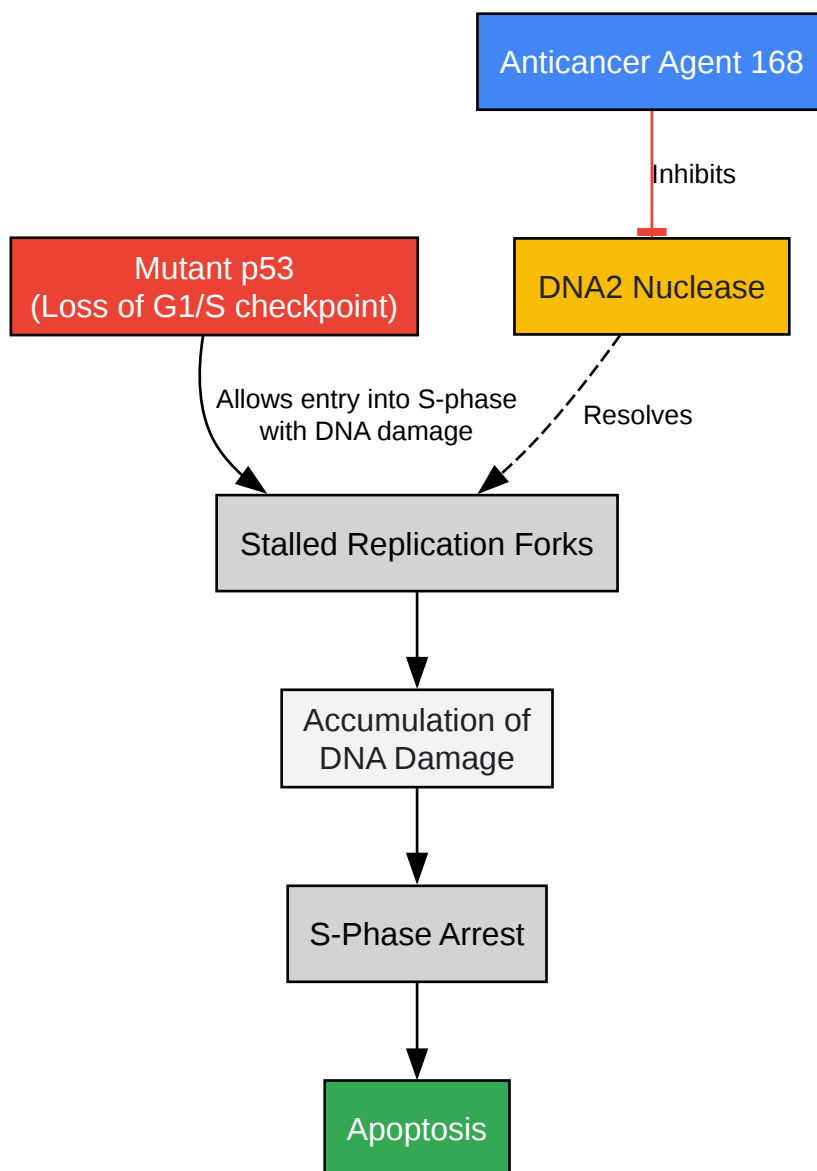 Anticancer Agent 168
Inhibits
Mutant p53
(Loss of G1/S checkpoint)
DNA2 Nuclease
Allows entry into S-phase
with DNA damage
Resolves
Stalled Replication Forks
Accumulation of
DNA Damage
S-Phase Arrest
Apoptosis